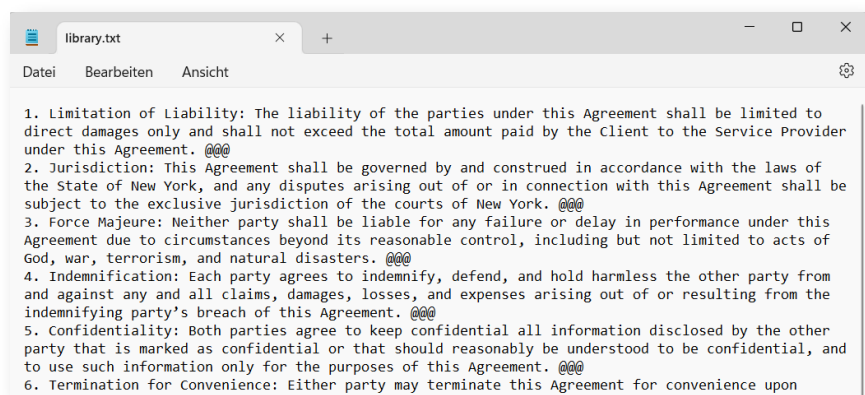 library.txt
Datei Bearbeiten Ansicht
1. Limitation of Liability: The liability of the parties under this Agreement shall be limited to
direct damages only and shall not exceed the total amount paid by the Client to the Service Provider
under this Agreement. @@@
2. Jurisdiction: This Agreement shall be governed by and construed in accordance with the laws of
the State of New York, and any disputes arising out of or in connection with this Agreement shall be
subject to the exclusive jurisdiction of the courts of New York. @@@
3. Force Majeure: Neither party shall be liable for any failure or delay in performance under this
Agreement due to circumstances beyond its reasonable control, including but not limited to acts of
God, war, terrorism, and natural disasters. @@@
4. Indemnification: Each party agrees to indemnify, defend, and hold harmless the other party from
and against any and all claims, damages, losses, and expenses arising out of or resulting from the
indemnifying party’s breach of this Agreement. @@@
5. Confidentiality: Both parties agree to keep confidential all information disclosed by the other
party that is marked as confidential or that should reasonably be understood to be confidential, and
to use such information only for the purposes of this Agreement. @@@
6. Termination for Convenience: Either party may terminate this Agreement for convenience upon